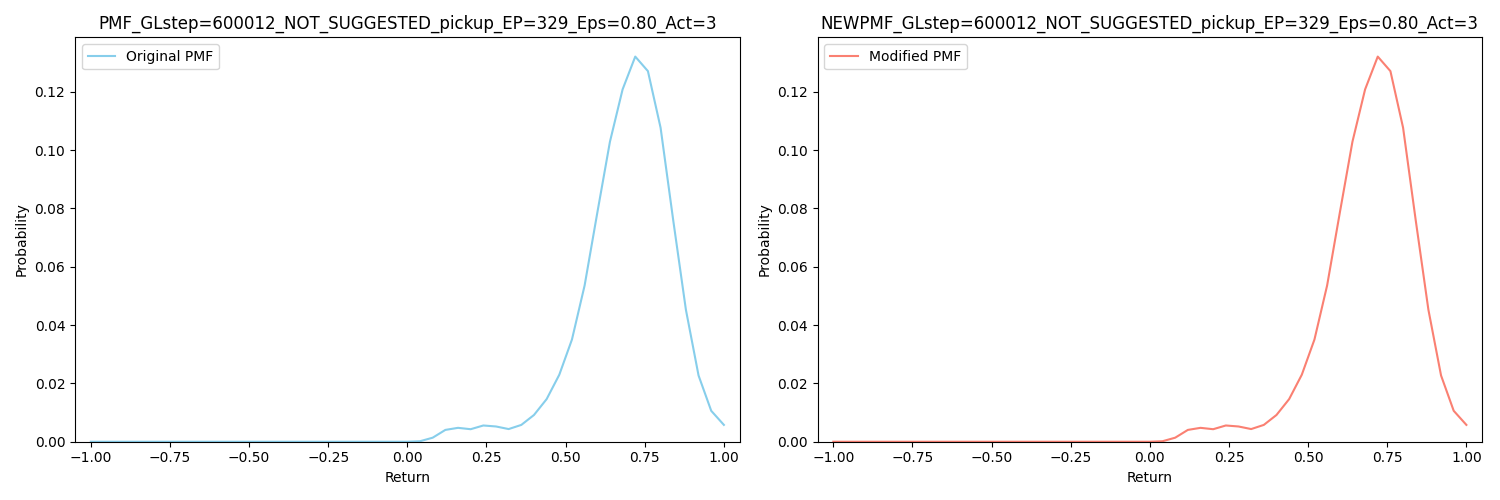 PMF_GLstep=600012_NOT_SUGGESTED_pickup_EP=329_Eps=0.80_Act=3
Original PMF
0.12
0.10
0.08
0.06
0.04
0.02
0.00
Probability
−1.00 −0.75 −0.50 −0.25 0.00 0.25 0.50 0.75 1.00
Return
NEWPMF_GLstep=600012_NOT_SUGGESTED_pickup_EP=329_Eps=0.80_Act=3
Modified PMF
0.12
0.10
0.08
0.06
0.04
0.02
0.00
Probability
−1.00 −0.75 −0.50 −0.25 0.00 0.25 0.50 0.75 1.00
Return